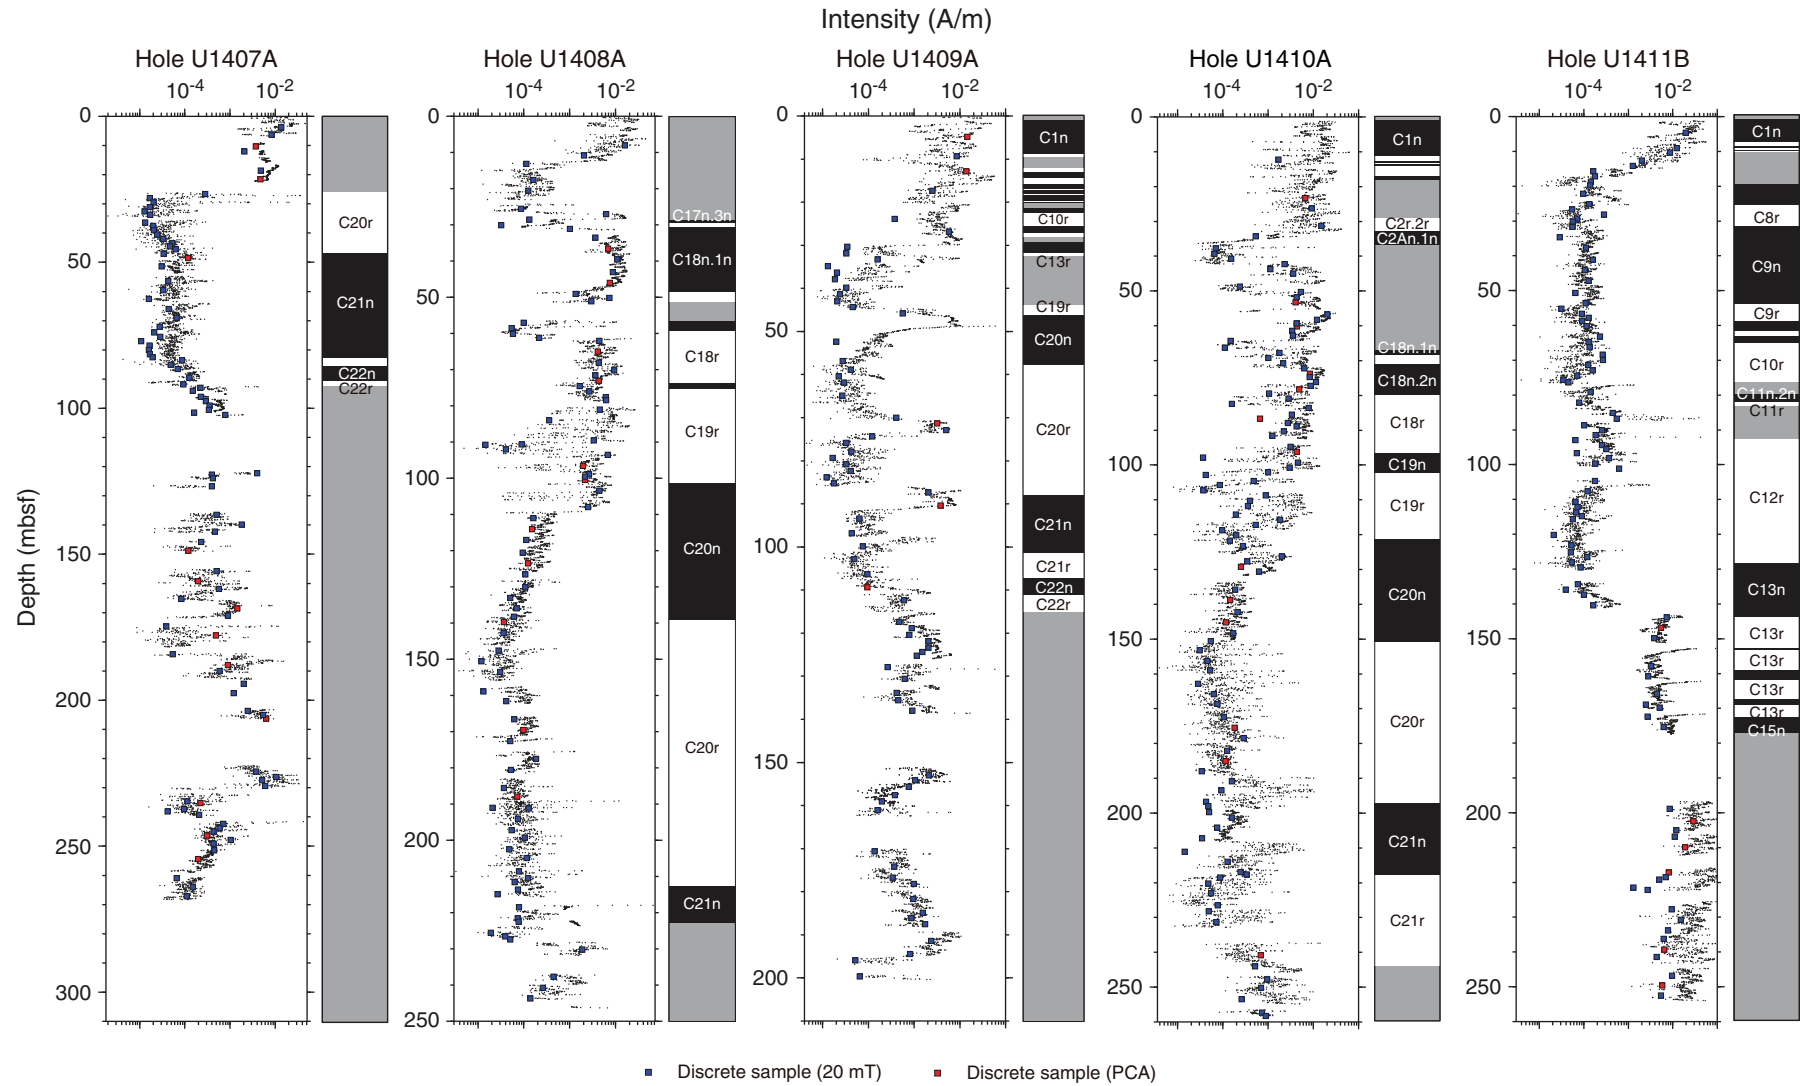 Intensity (A/m)
Hole U1407A
Hole U1408A
Hole U1409A
Hole U1410A
Hole U1411B
10-4 10-2
10-4 10-2
10-4 10-2
10-4 10-2
10-4 10-2
Depth (mbsf)
0
50
100
150
200
250
300
C20r
C21n
C22n
C22r
0
50
100
150
200
250
C17n.3n
C18n.1n
C18r
C19r
C20n
C20r
C21n
0
50
100
150
200
C1n
C10r
C13r
C19r
C20n
C20r
C21n
C21r
C22n
C22r
0
50
100
150
200
250
C1n
C2r.2r
C2An.1n
C18n.1n
C18n.2n
C18r
C19n
C19r
C20n
C20r
C21n
C21r
0
50
100
150
200
250
C1n
C8r
C9n
C9r
C10r
C11n.2n
C11r
C12r
C13n
C13r
C13r
C13r
C13r
C15n
Discrete sample (20 mT)
Discrete sample (PCA)